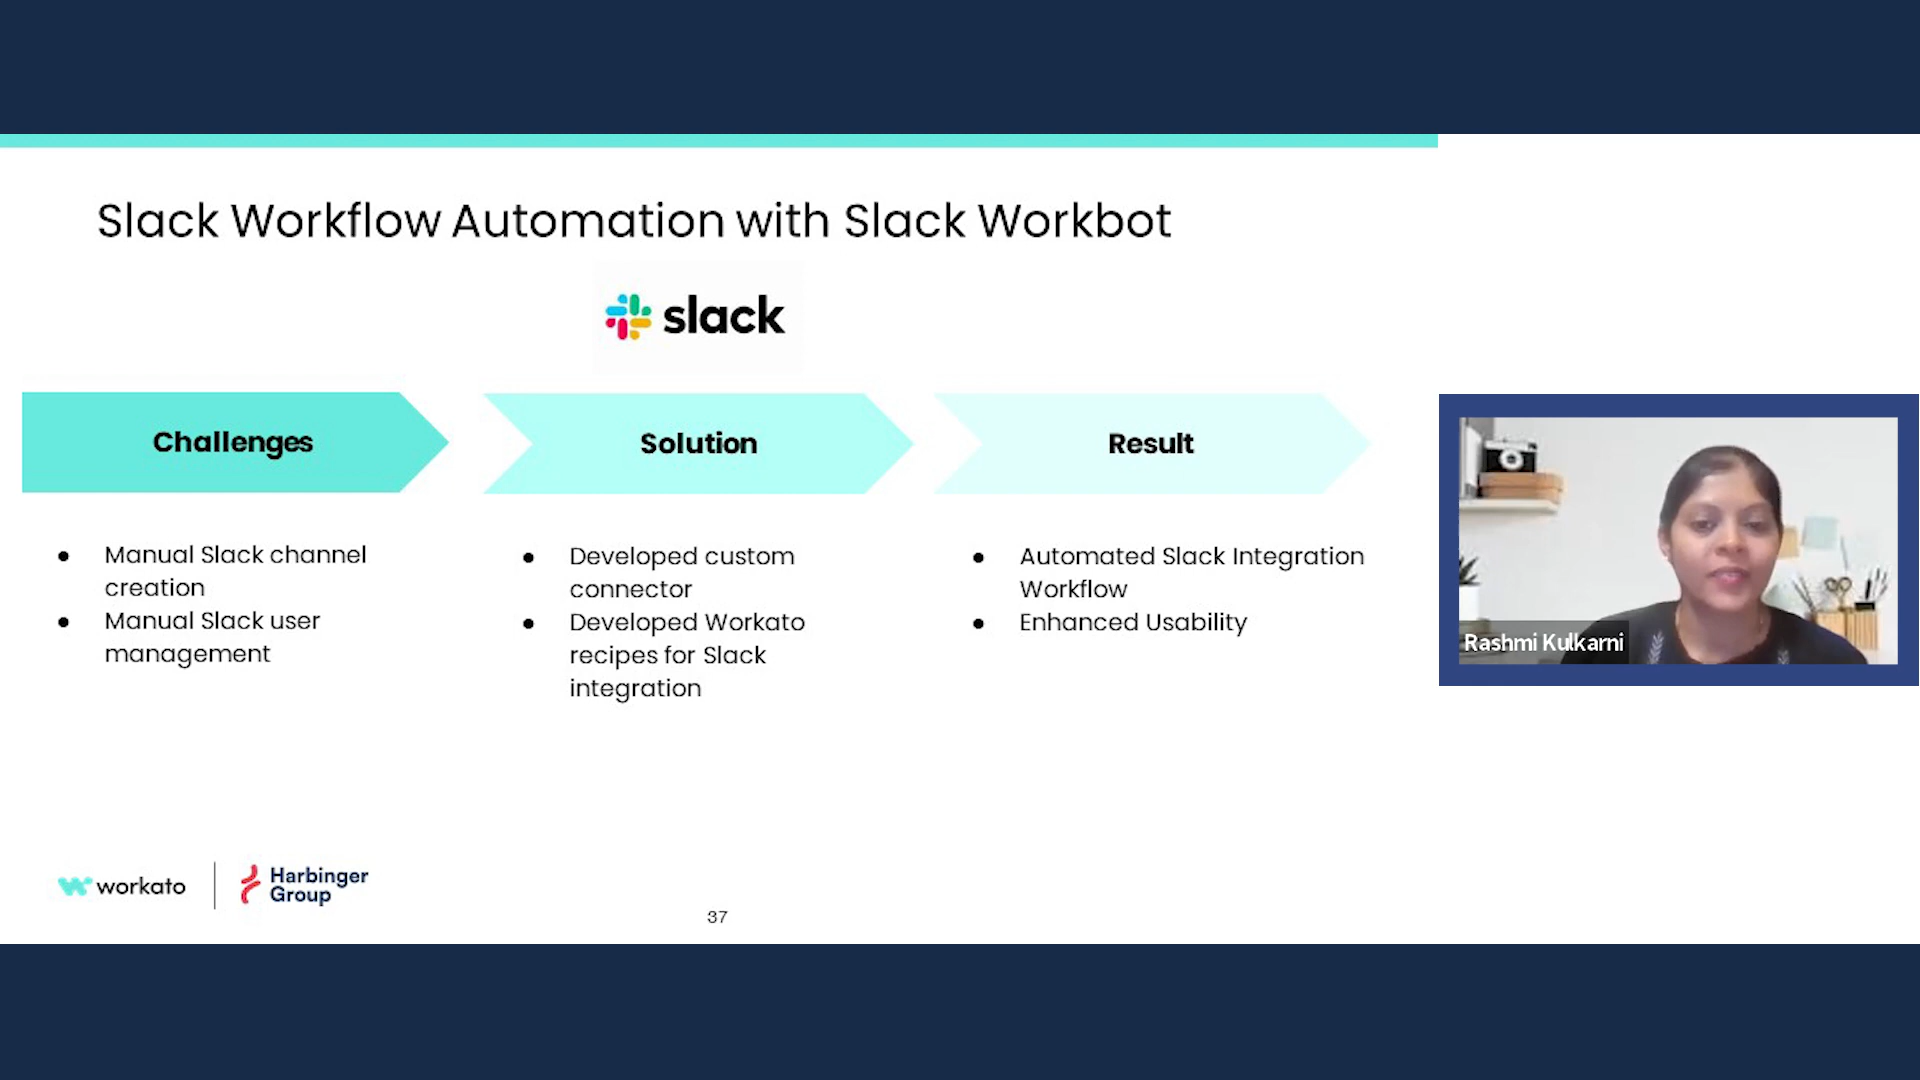 Slack Workflow Automation with Slack Workbot
slack
Challenges
Solution
Result
● Manual Slack channel
creation
● Manual Slack user
management
● Developed custom
connector
● Developed Workato
recipes for Slack
integration
● Automated Slack Integration
Workflow
● Enhanced Usability
Rashmi Kulkarni
workato
Harbinger
Group
37